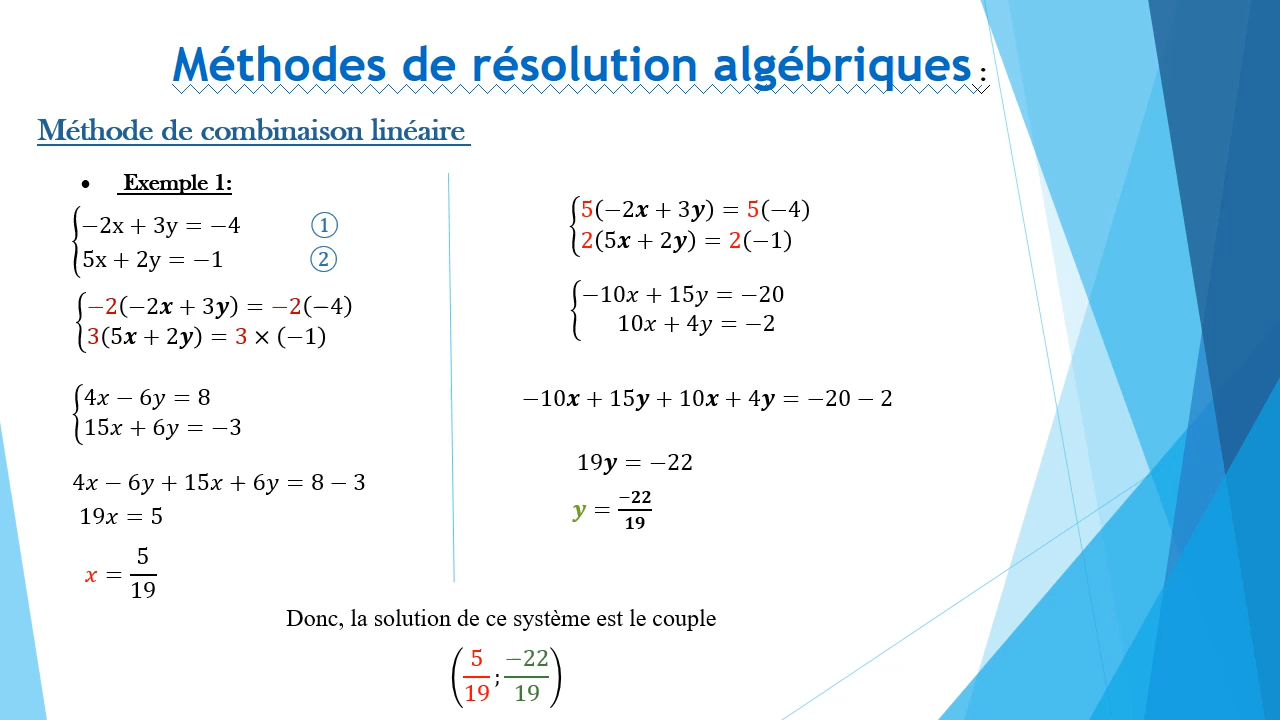 Méthodes de résolution algébriques :
Méthode de combinaison linéaire
• Exemple 1:
{−2x + 3y = −4 ①
5x + 2y = −1 ②
{−2(−2x + 3y) = −2(−4)
3(5x + 2y) = 3 × (−1)
{4x − 6y = 8
15x + 6y = −3
4x − 6y + 15x + 6y = 8 − 3
19x = 5
x = 5/19
{5(−2x + 3y) = 5(−4)
2(5x + 2y) = 2(−1)
{−10x + 15y = −20
10x + 4y = −2
−10x + 15y + 10x + 4y = −20 − 2
19y = −22
y = −22/19
Donc, la solution de ce système est le couple
(5/19 ; −22/19)